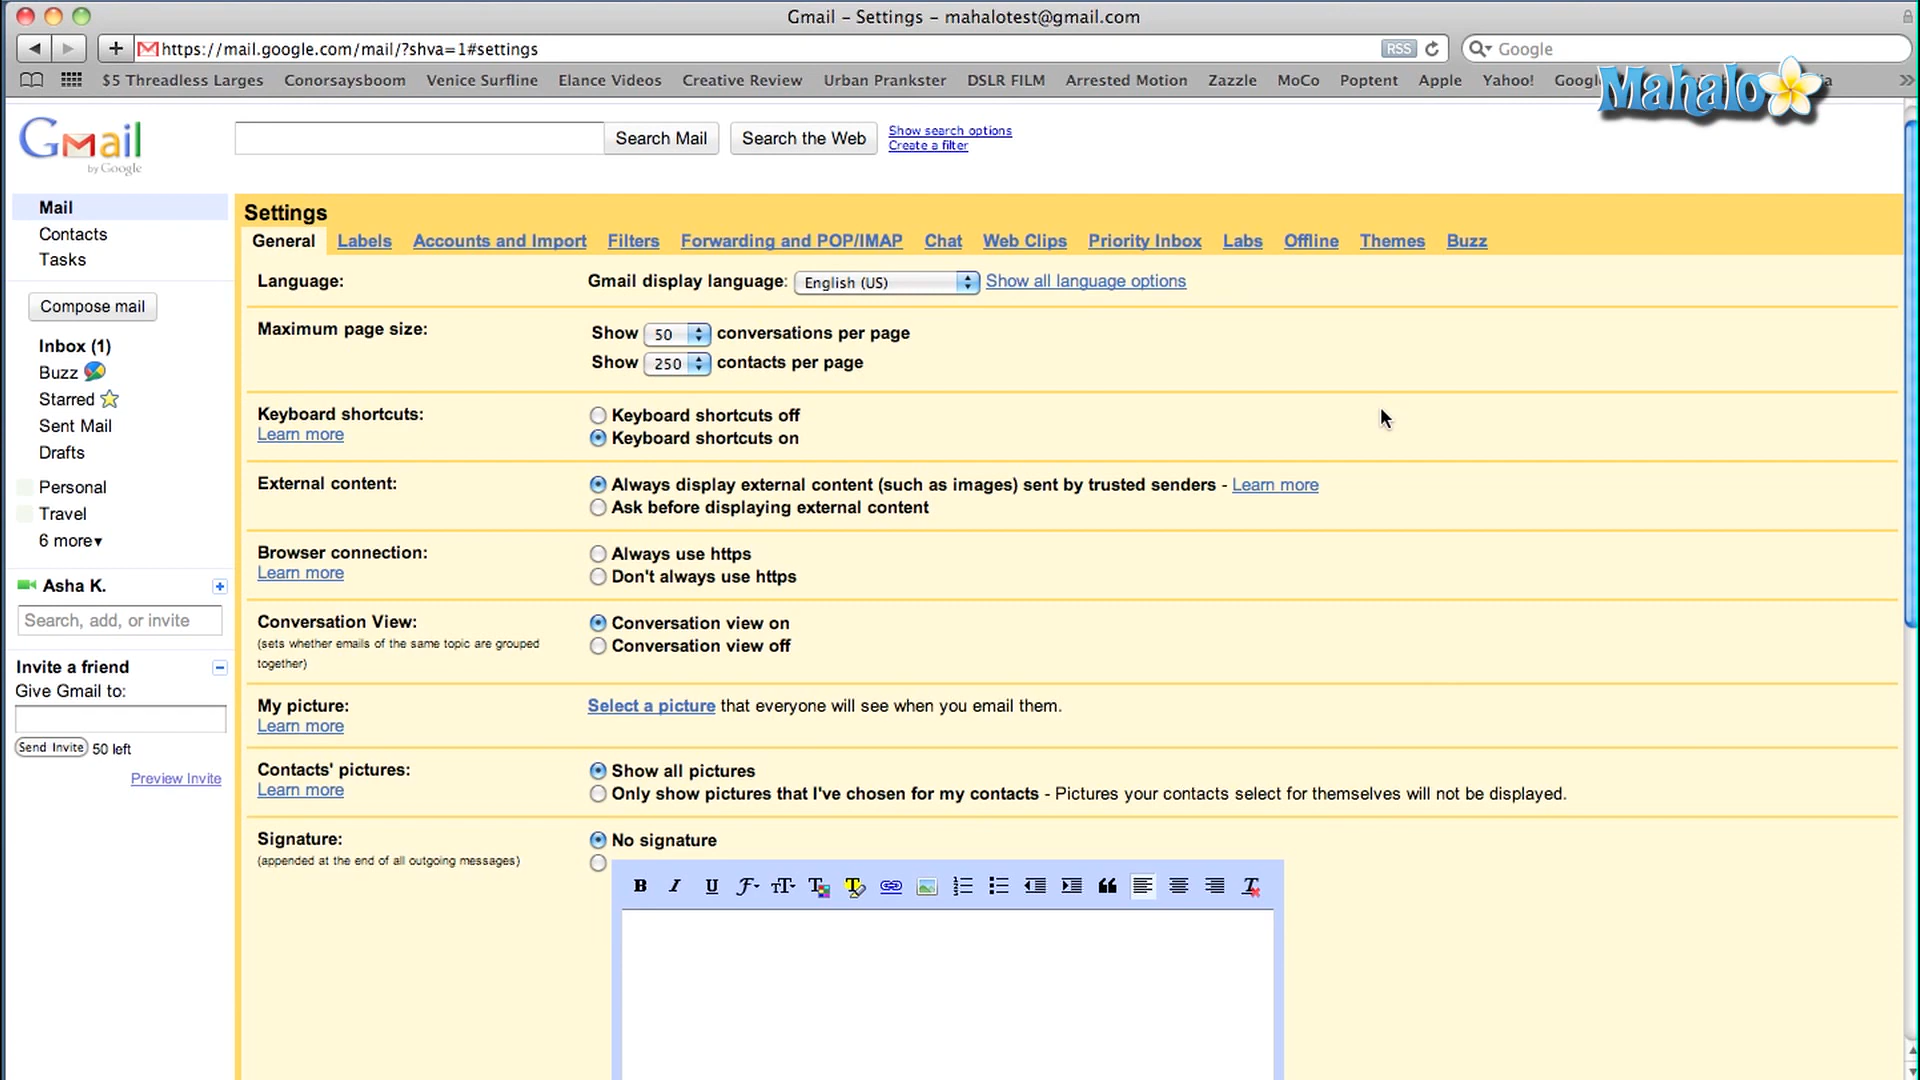 Gmail – Settings – mahalotest@gmail.com
https://mail.google.com/mail/?shva=1#settings
RSS
Google
$5 Threadless Larges Conorsaysboom Venice Surfline Elance Videos Creative Review Urban Prankster DSLR FILM Arrested Motion Zazzle MoCo Poptent Apple Yahoo!
Mahalo
Gmail
by Google
Search Mail
Search the Web
Show search options
Create a filter
Mail
Contacts
Tasks
Compose mail
Inbox (1)
Buzz
Starred
Sent Mail
Drafts
Personal
Travel
6 more▾
Asha K.
Search, add, or invite
Invite a friend
Give Gmail to:
Send Invite 50 left
Preview Invite
Settings
General Labels Accounts and Import Filters Forwarding and POP/IMAP Chat Web Clips Priority Inbox Labs Offline Themes Buzz
Language:
Gmail display language: English (US) Show all language options
Maximum page size:
Show 50 conversations per page
Show 250 contacts per page
Keyboard shortcuts:
Learn more
Keyboard shortcuts off
Keyboard shortcuts on
External content:
Always display external content (such as images) sent by trusted senders - Learn more
Ask before displaying external content
Browser connection:
Learn more
Always use https
Don't always use https
Conversation View:
(sets whether emails of the same topic are grouped
together)
Conversation view on
Conversation view off
My picture:
Learn more
Select a picture that everyone will see when you email them.
Contacts' pictures:
Learn more
Show all pictures
Only show pictures that I've chosen for my contacts - Pictures your contacts select for themselves will not be displayed.
Signature:
(appended at the end of all outgoing messages)
No signature